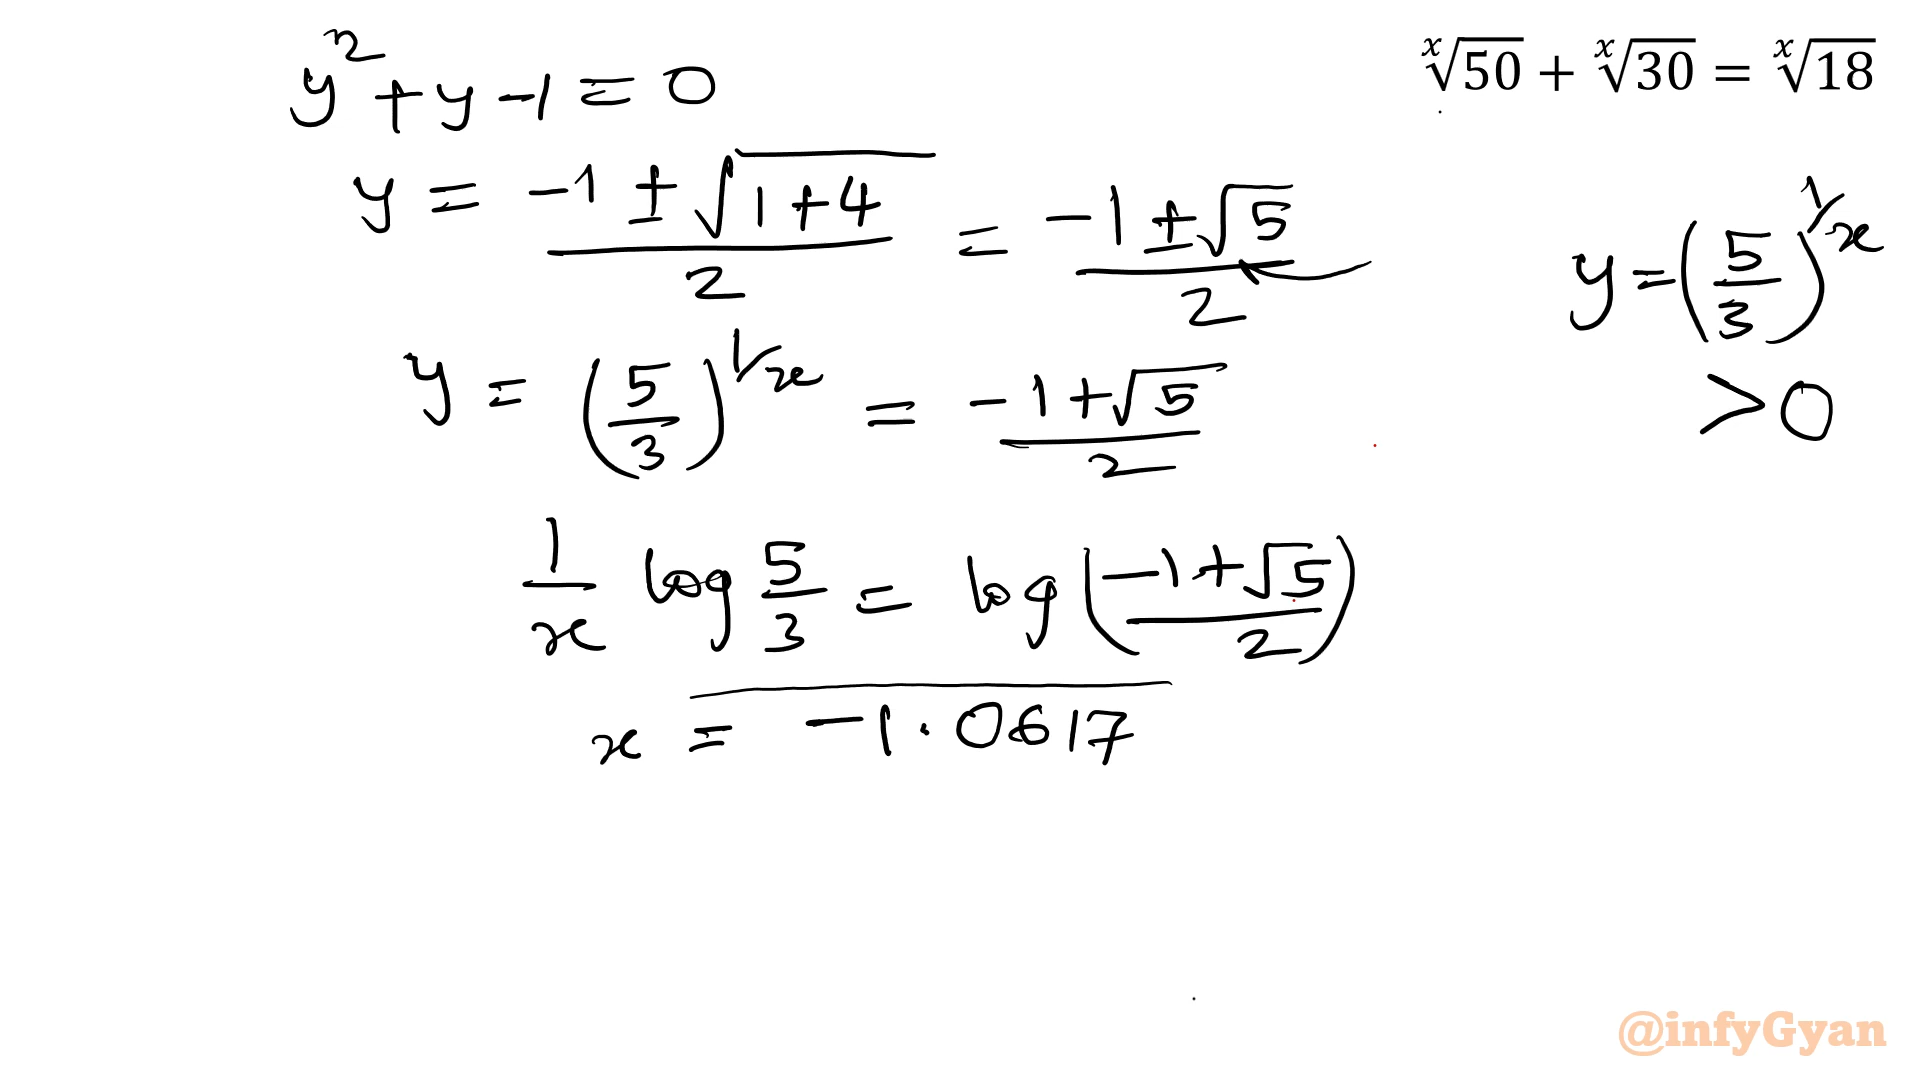 y² + y - 1 = 0
ˣ√50 + ˣ√30 = ˣ√18
y = (-1 ± √(1+4))/2 = (-1 ± √5)/2
y = (5/3)^(1/x)
> 0
y = (5/3)^(1/x) = (-1+√5)/2
1/x log 5/3 = log((-1+√5)/2)
x = -1.0617
@infyGyan